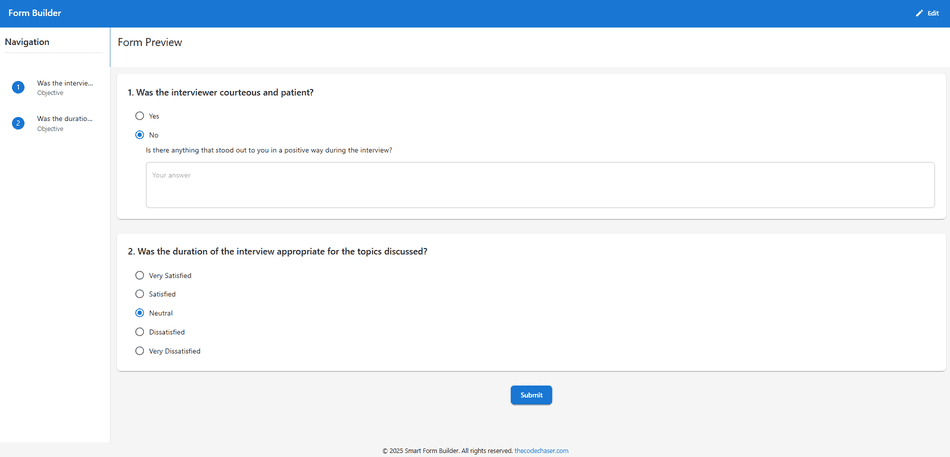 Form Builder
Edit
Navigation
1
Was the intervie...
Objective
2
Was the duratio...
Objective
Form Preview
1. Was the interviewer courteous and patient?
Yes
No
Is there anything that stood out to you in a positive way during the interview?
Your answer
2. Was the duration of the interview appropriate for the topics discussed?
Very Satisfied
Satisfied
Neutral
Dissatisfied
Very Dissatisfied
Submit
© 2025 Smart Form Builder. All rights reserved. thecodechaser.com